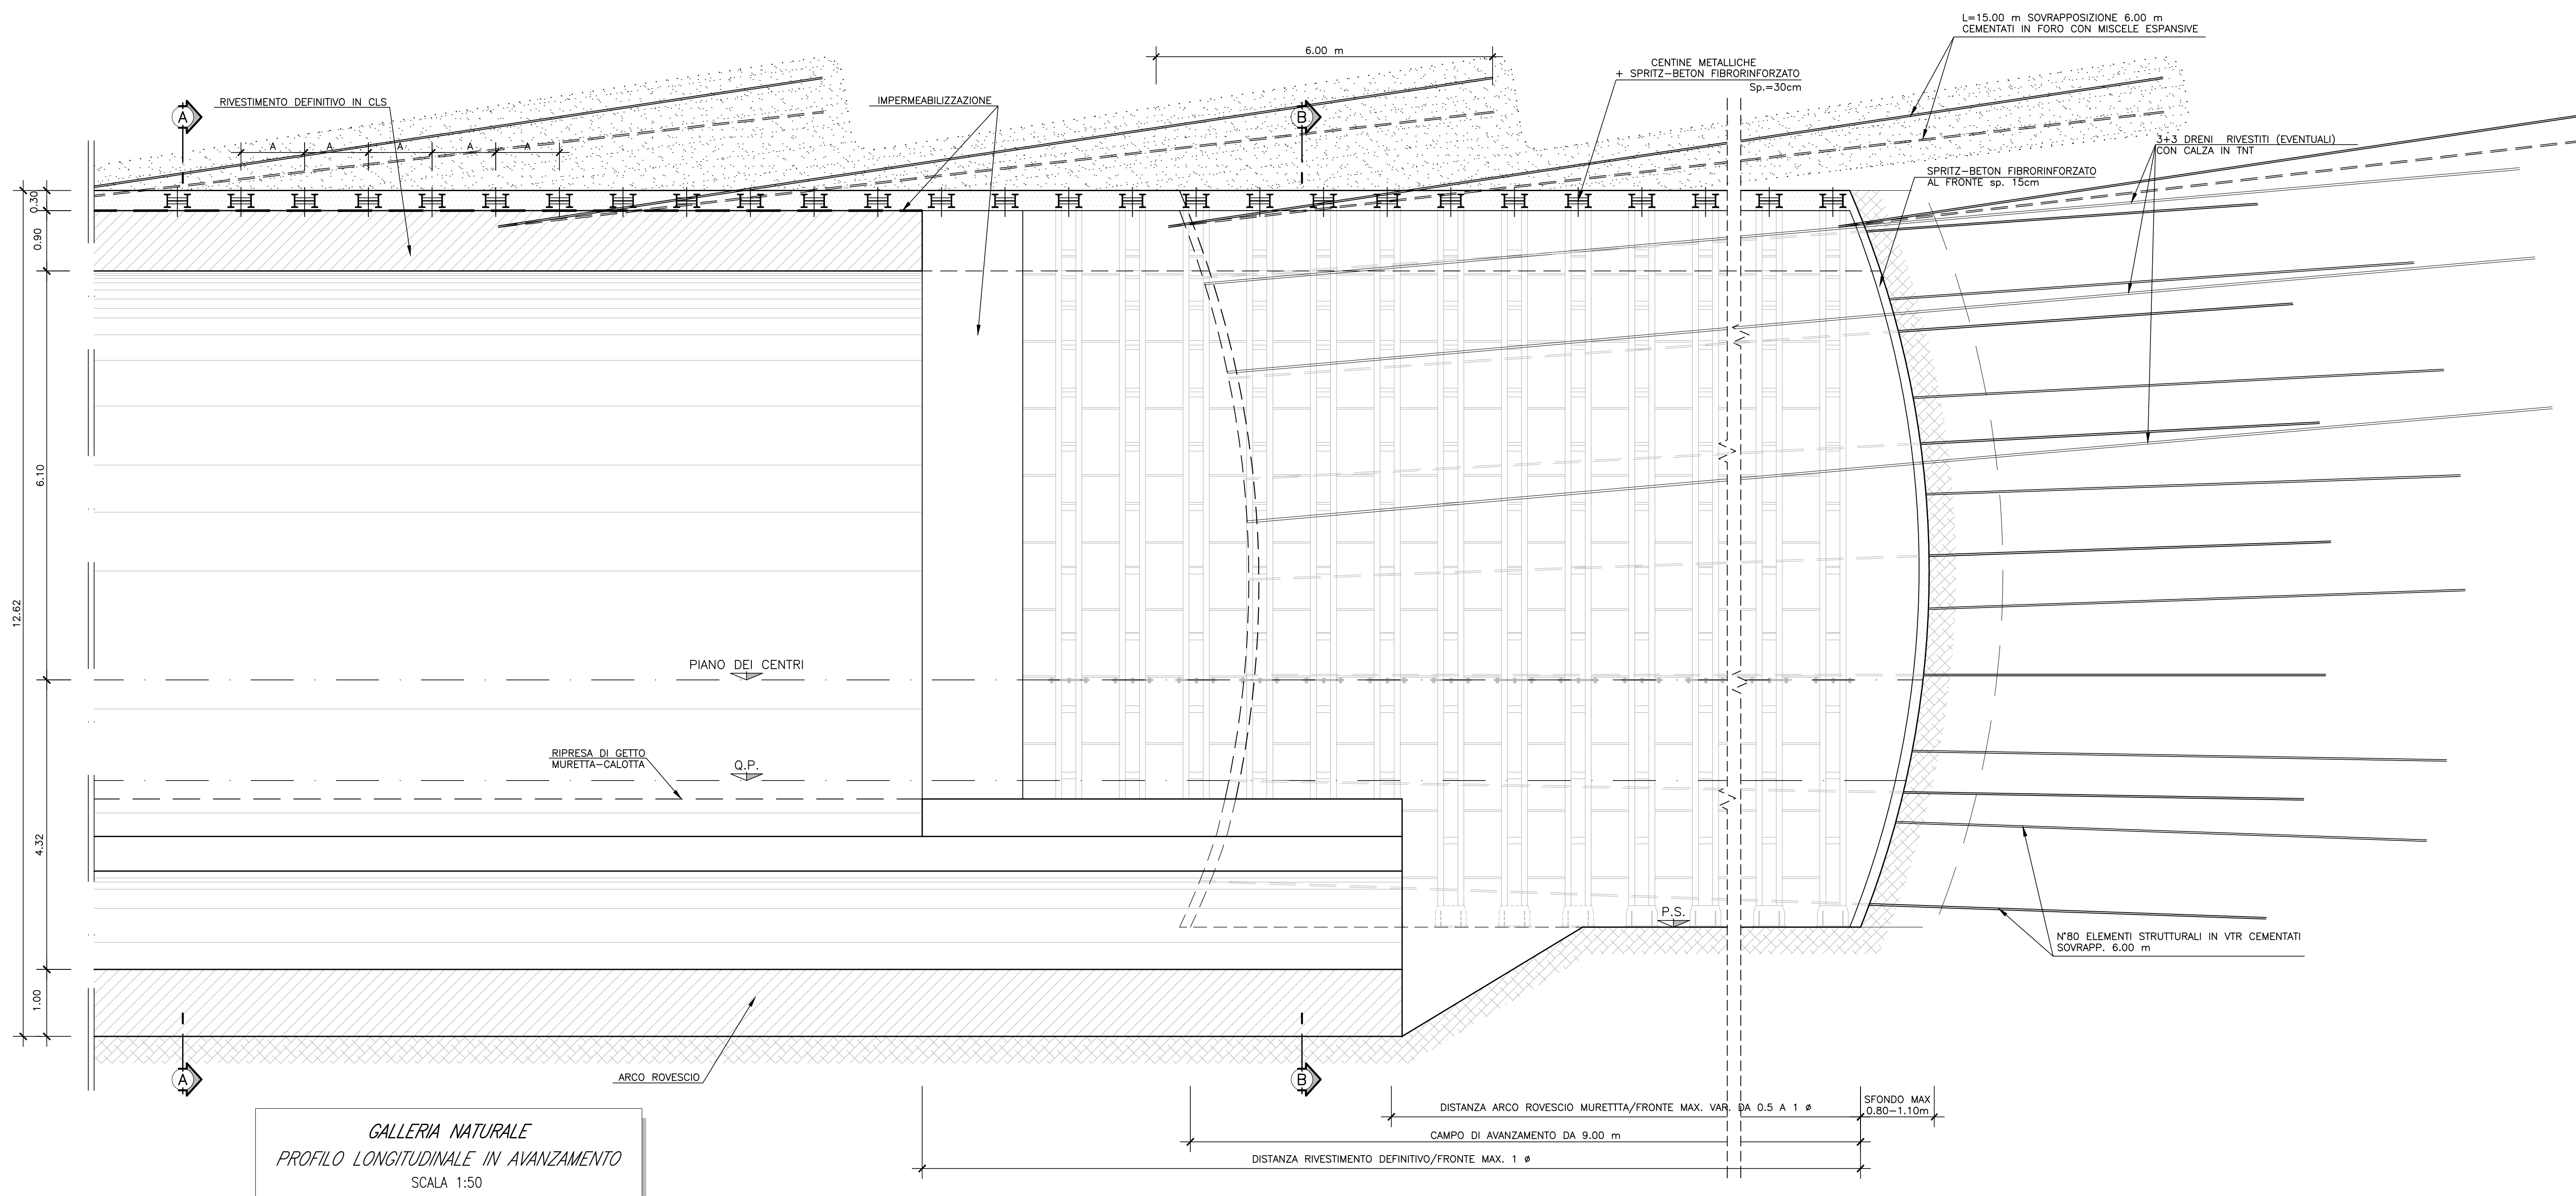 L=15.00 m SOVRAPPOSIZIONE 6.00 m
CEMENTATI IN FORO CON MISCELE ESPANSIVE
6.00 m
CENTINE METALLICHE
+ SPRITZ-BETON FIBRORINFORZATO
Sp.=30cm
RIVESTIMENTO DEFINITIVO IN CLS
IMPERMEABILIZZAZIONE
A
B
A
A
A
A
A
3+3 DRENI RIVESTITI (EVENTUALI)
CON CALZA IN TNT
SPRITZ-BETON FIBRORINFORZATO
AL FRONTE sp. 15cm
0.30
0.90
6.10
12.62
4.32
1.00
PIANO DEI CENTRI
RIPRESA DI GETTO
MURETTA-CALOTTA
Q.P.
P.S.
N°80 ELEMENTI STRUTTURALI IN VTR CEMENTATI
SOVRAPP. 6.00 m
A
B
ARCO ROVESCIO
DISTANZA ARCO ROVESCIO MURETTTA/FRONTE MAX. VAR. DA 0.5 A 1 ø
SFONDO MAX
0.80-1.10m
CAMPO DI AVANZAMENTO DA 9.00 m
DISTANZA RIVESTIMENTO DEFINITIVO/FRONTE MAX. 1 ø
GALLERIA NATURALE
PROFILO LONGITUDINALE IN AVANZAMENTO
SCALA 1:50